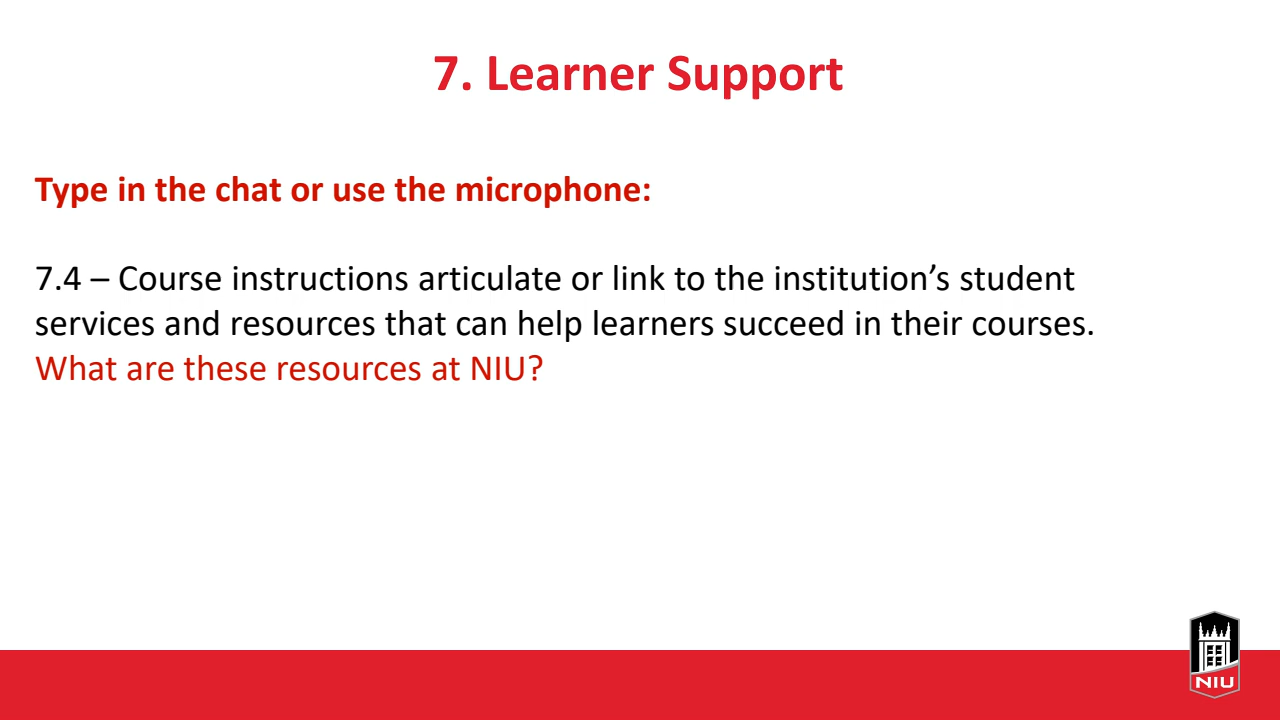 7. Learner Support
Type in the chat or use the microphone:
7.4 – Course instructions articulate or link to the institution’s student
services and resources that can help learners succeed in their courses.
What are these resources at NIU?
NIU